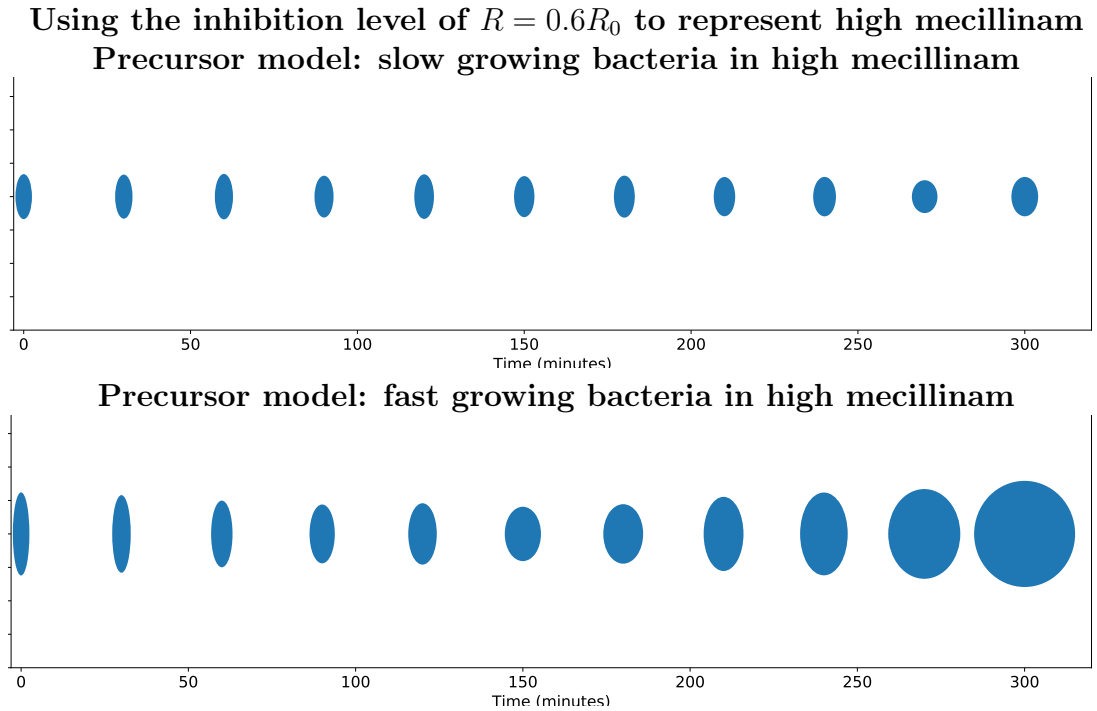 Using the inhibition level of R = 0.6R₀ to represent high mecillinam
Precursor model: slow growing bacteria in high mecillinam
0 50 100 150 200 250 300
Time (minutes)
Precursor model: fast growing bacteria in high mecillinam
0 50 100 150 200 250 300
Time (minutes)